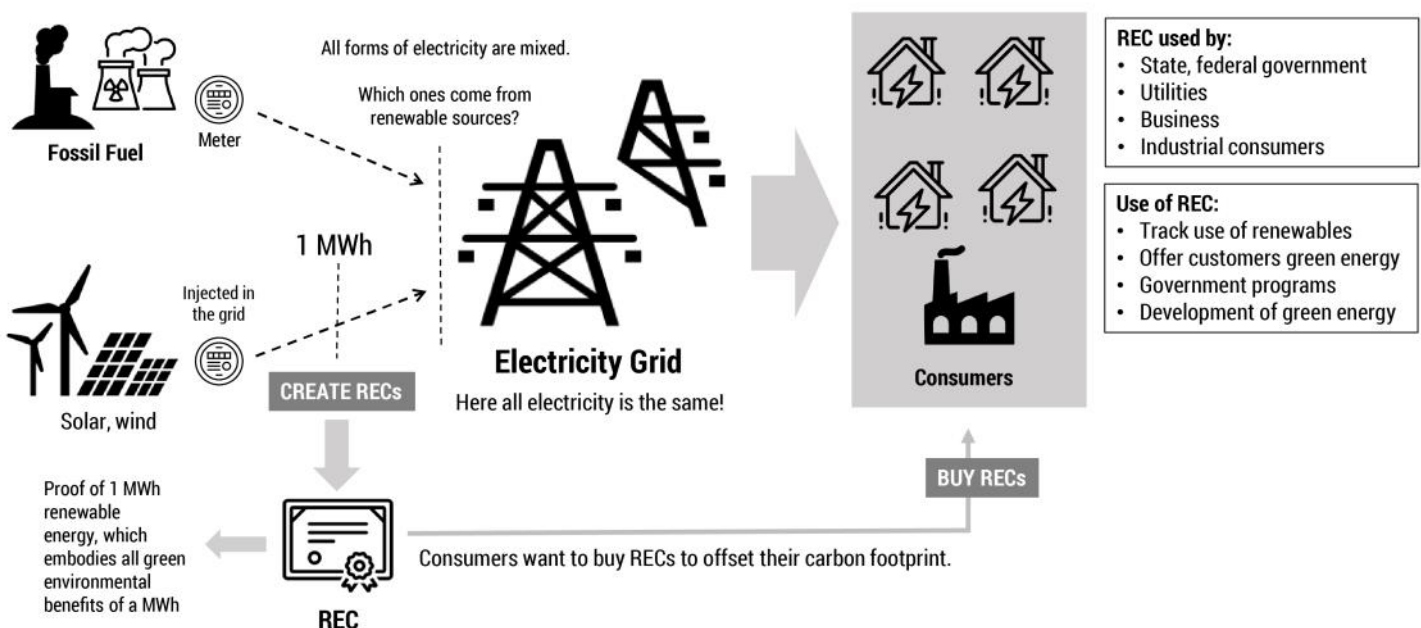 All forms of electricity are mixed.
Which ones come from
renewable sources?
Meter
Fossil Fuel
1 MWh
Injected in
the grid
Solar, wind
CREATE RECs
Electricity Grid
Here all electricity is the same!
Consumers
REC used by:
• State, federal government
• Utilities
• Business
• Industrial consumers
Use of REC:
• Track use of renewables
• Offer customers green energy
• Government programs
• Development of green energy
BUY RECs
Proof of 1 MWh
renewable
energy, which
embodies all green
environmental
benefits of a MWh
REC
Consumers want to buy RECs to offset their carbon footprint.